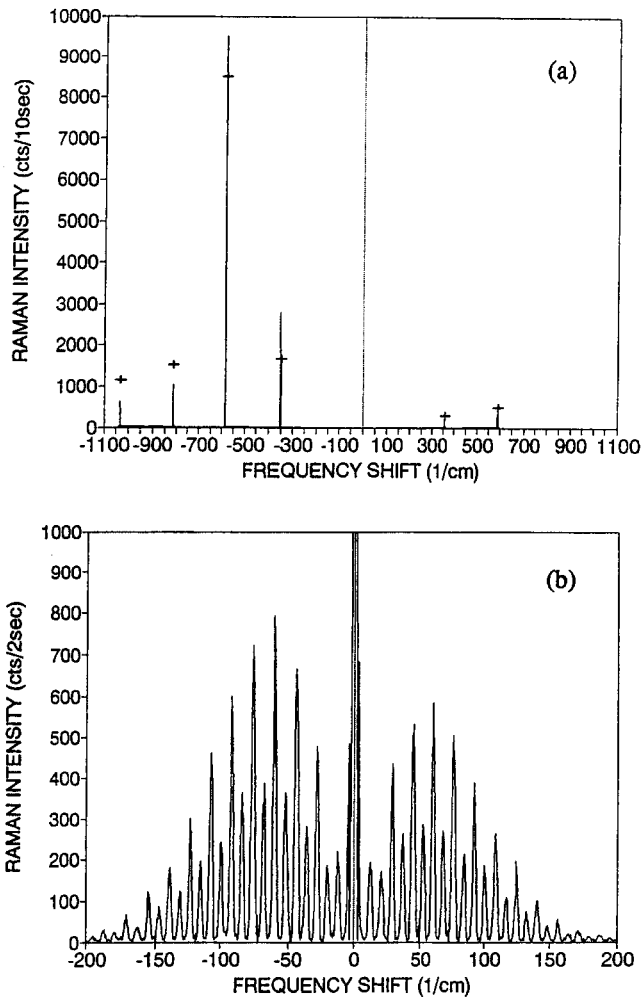 (a)
RAMAN INTENSITY (cts/10sec)
10000
9000
8000
7000
6000
5000
4000
3000
2000
1000
0
-1100 -900 -700 -500 -300 -100 100 300 500 700 900 1100
FREQUENCY SHIFT (1/cm)
(b)
RAMAN INTENSITY (cts/2sec)
1000
900
800
700
600
500
400
300
200
100
0
-200 -150 -100 -50 0 50 100 150 200
FREQUENCY SHIFT (1/cm)